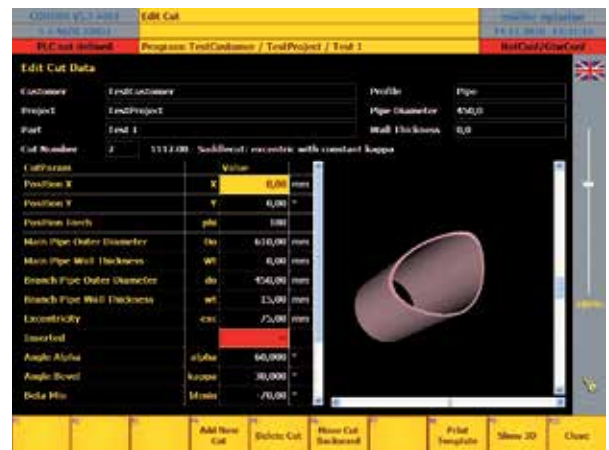 Edit Cut
PLC not defined Program: TestCustomer / TestProject / Test 1
Edit Cut Data
Customer TestCustomer Profile Pipe
Project TestProject Pipe Diameter 450,0
Part Test 1 Wall Thickness 0,0
Cut Number 2 1112.00 Saddlecut: excentric with constant kappa
CutParam Value
Position X X 0,00 mm
Position Y Y 0,00 °
Position Torch phi 180
Main Pipe Outer Diameter Do 610,00 mm
Main Pipe Wall Thickness Wt 0,00 mm
Branch Pipe Outer Diameter do 450,00 mm
Branch Pipe Wall Thickness wt 15,00 mm
Excentricity exc 75,00 mm
Inverted
Angle Alpha alpha 60,000 °
Angle Bevel kappa 30,000 °
Beta Min btmin -70,00 °
Add New Cut
Delete Cut
Move Cut Backward
Print Template
Show 3D
Close